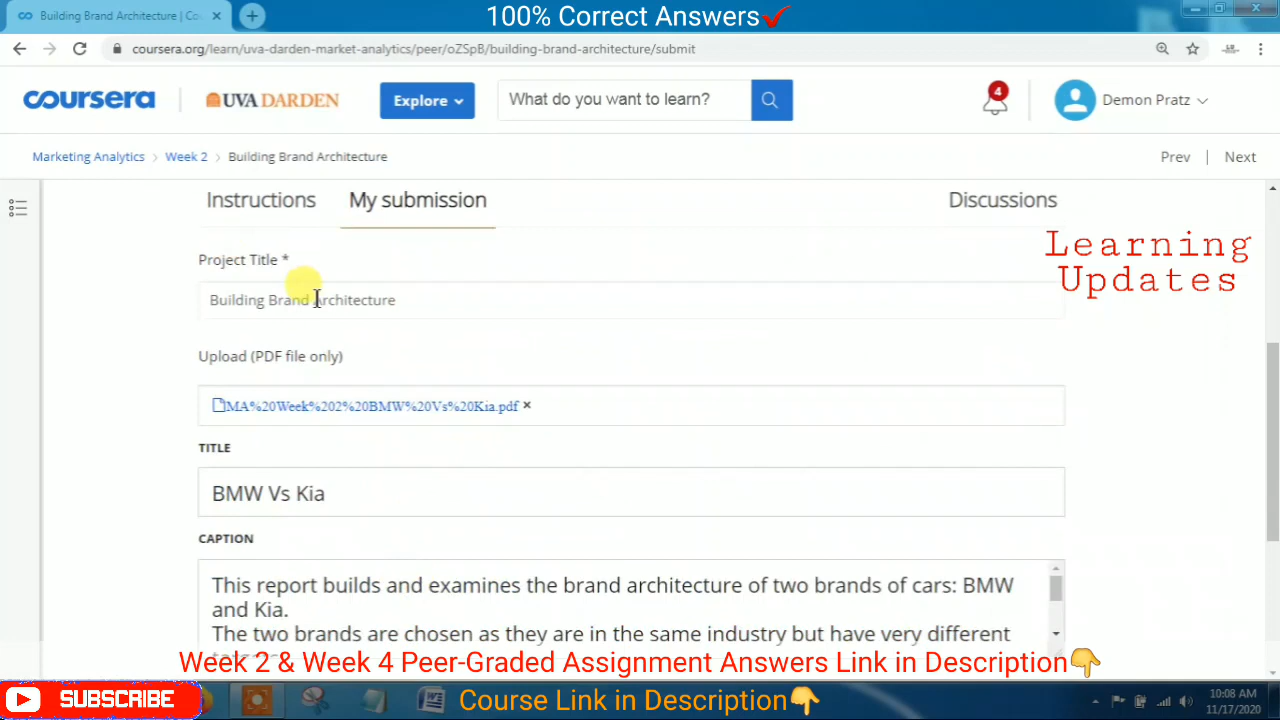 Building Brand Architecture | Co
100% Correct Answers
coursera.org/learn/uva-darden-market-analytics/peer/oZSpB/building-brand-architecture/submit
coursera
UVA DARDEN
Explore
What do you want to learn?
4
Demon Pratz
Marketing Analytics > Week 2 > Building Brand Architecture
Prev | Next
Instructions
My submission
Discussions
Learning
Updates
Project Title *
Building Brand Architecture
Upload (PDF file only)
MA%20Week%202%20BMW%20Vs%20Kia.pdf ×
TITLE
BMW Vs Kia
CAPTION
This report builds and examines the brand architecture of two brands of cars: BMW
and Kia.
The two brands are chosen as they are in the same industry but have very different
Week 2 & Week 4 Peer-Graded Assignment Answers Link in Description👇
SUBSCRIBE
Course Link in Description👇
10:08 AM
11/17/2020